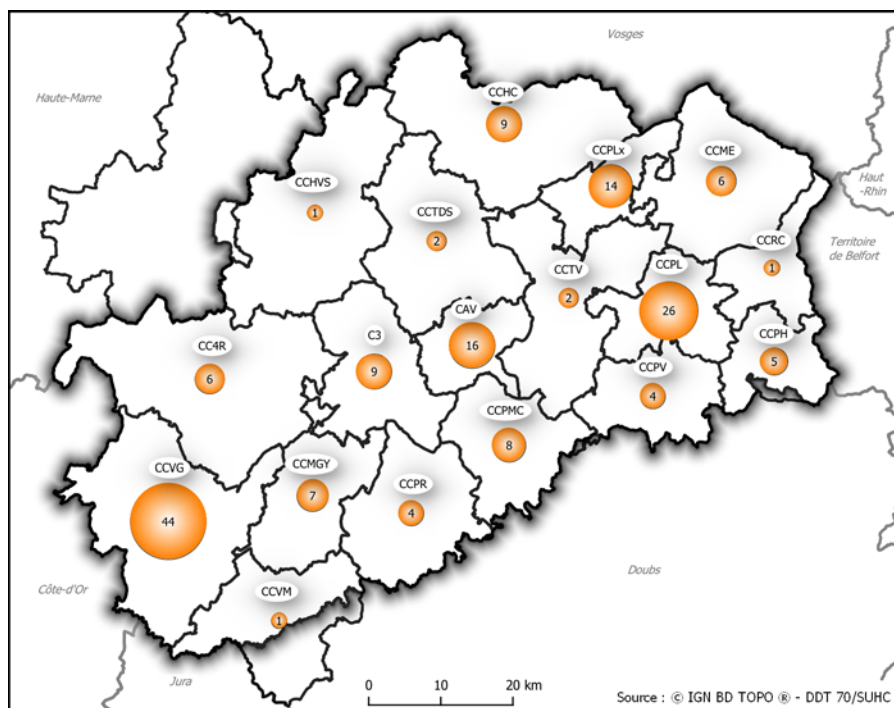 Vosges
Haute-Marne
CCHC
9
CCPLx
14
CCME
6
Haut
-Rhin
CCHVS
1
CCTDS
2
CCRC
1
Territoire
de Belfort
CCTV
2
CCPL
26
CAV
16
C3
9
CC4R
6
CCPH
5
CCPV
4
CCPMC
8
CCVG
44
CCMGY
7
CCPR
4
Doubs
Côte-d'Or
CCVM
1
Jura
0 10 20 km
Source : © IGN BD TOPO ® - DDT 70/SUHC